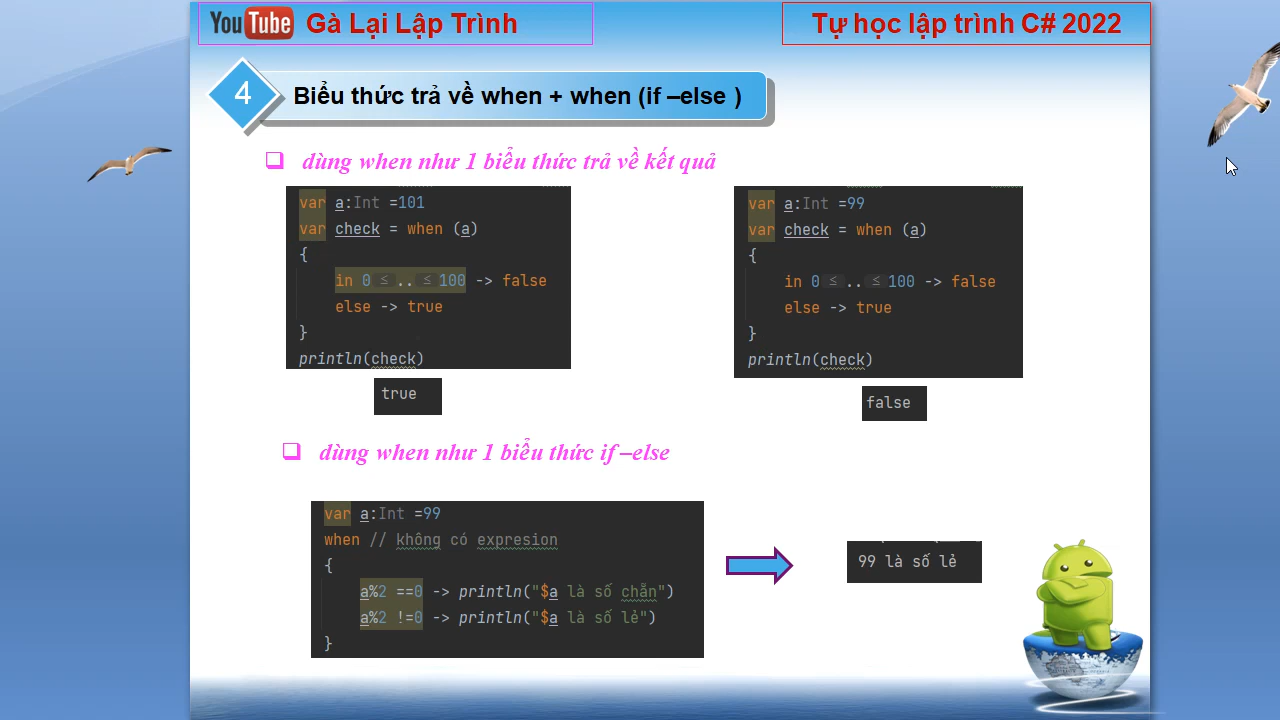 YouTube Gà Lại Lập Trình
Tự học lập trình C# 2022
4
Biểu thức trả về when + when (if –else )
dùng when như 1 biểu thức trả về kết quả
var a:Int =101
var check = when (a)
{
in 0 ≤ .. ≤ 100 -> false
else -> true
}
println(check)
true
var a:Int =99
var check = when (a)
{
in 0 ≤ .. ≤ 100 -> false
else -> true
}
println(check)
false
dùng when như 1 biểu thức if –else
var a:Int =99
when // không có expresion
{
a%2 ==0 -> println("$a là số chẵn")
a%2 !=0 -> println("$a là số lẻ")
}
99 là số lẻ